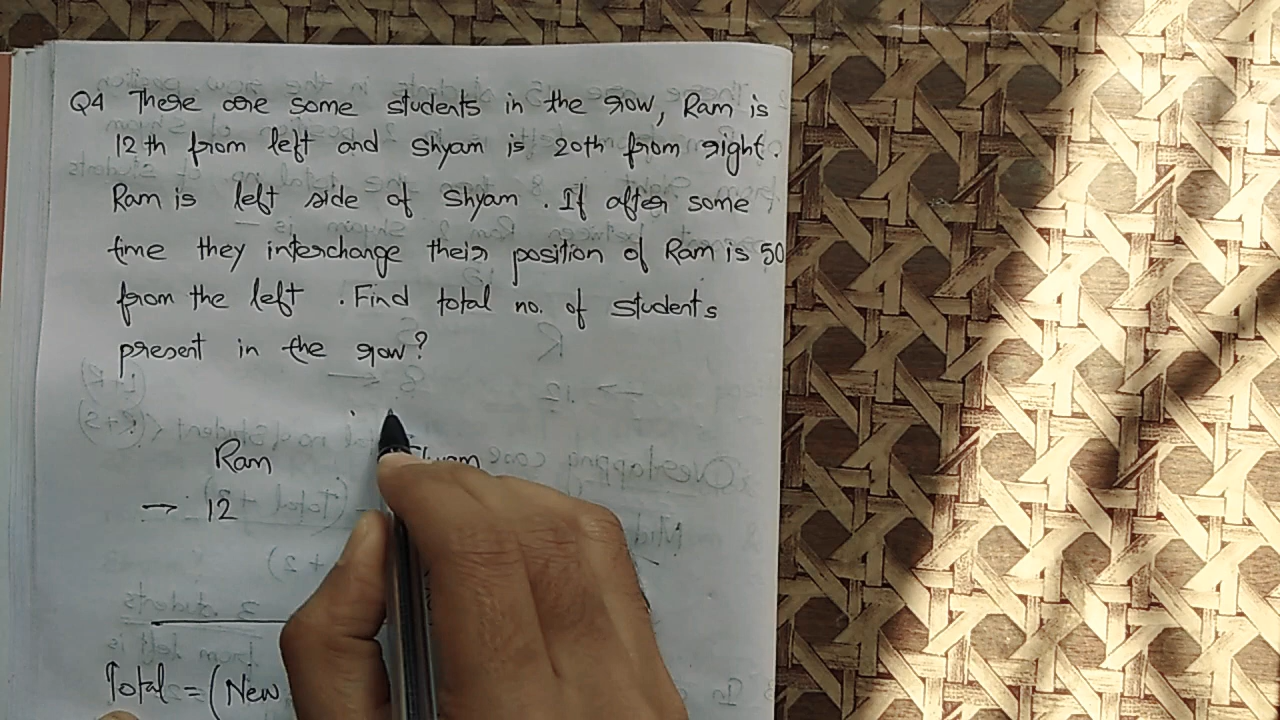 Q4 There are some students in the row, Ram is
12th from left and Shyam is 20th from right.
Ram is left side of Shyam. If after some
time they interchange their position of Ram is 50
from the left. Find total no. of students
present in the row?
Ram Shyam
→ 12
Total = (New